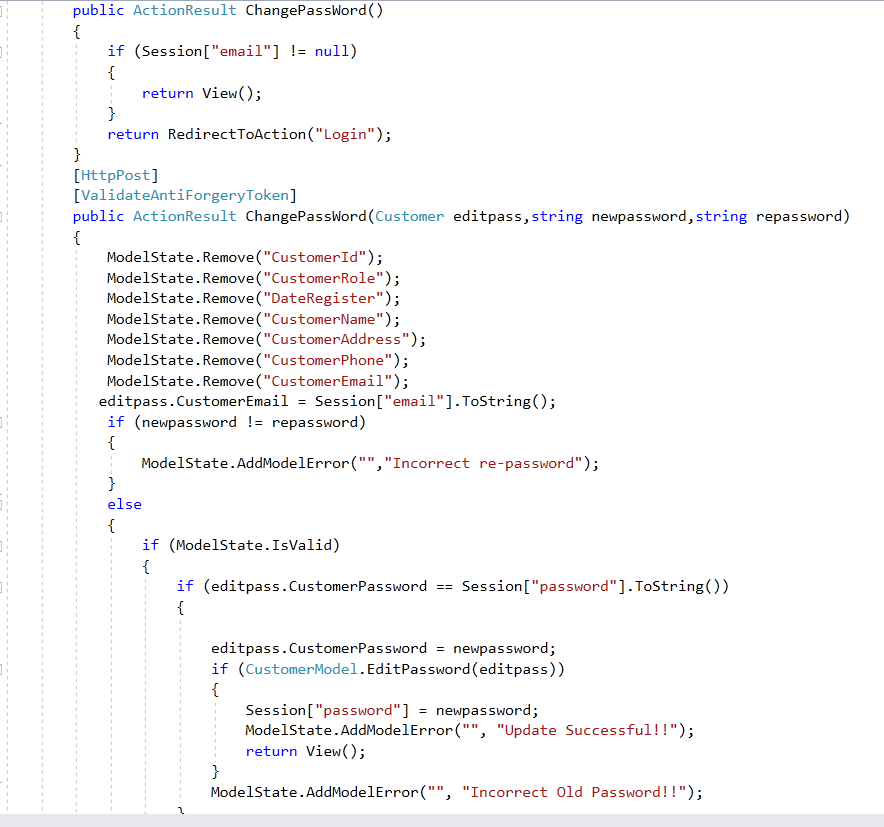 public ActionResult ChangePassWord()
{
if (Session["email"] != null)
{
return View();
}
return RedirectToAction("Login");
}
[HttpPost]
[ValidateAntiForgeryToken]
public ActionResult ChangePassWord(Customer editpass,string newpassword,string repassword)
{
ModelState.Remove("CustomerId");
ModelState.Remove("CustomerRole");
ModelState.Remove("DateRegister");
ModelState.Remove("CustomerName");
ModelState.Remove("CustomerAddress");
ModelState.Remove("CustomerPhone");
ModelState.Remove("CustomerEmail");
editpass.CustomerEmail = Session["email"].ToString();
if (newpassword != repassword)
{
ModelState.AddModelError("","Incorrect re-password");
}
else
{
if (ModelState.IsValid)
{
if (editpass.CustomerPassword == Session["password"].ToString())
{
editpass.CustomerPassword = newpassword;
if (CustomerModel.EditPassword(editpass))
{
Session["password"] = newpassword;
ModelState.AddModelError("", "Update Successful!!");
return View();
}
ModelState.AddModelError("", "Incorrect Old Password!!");
}